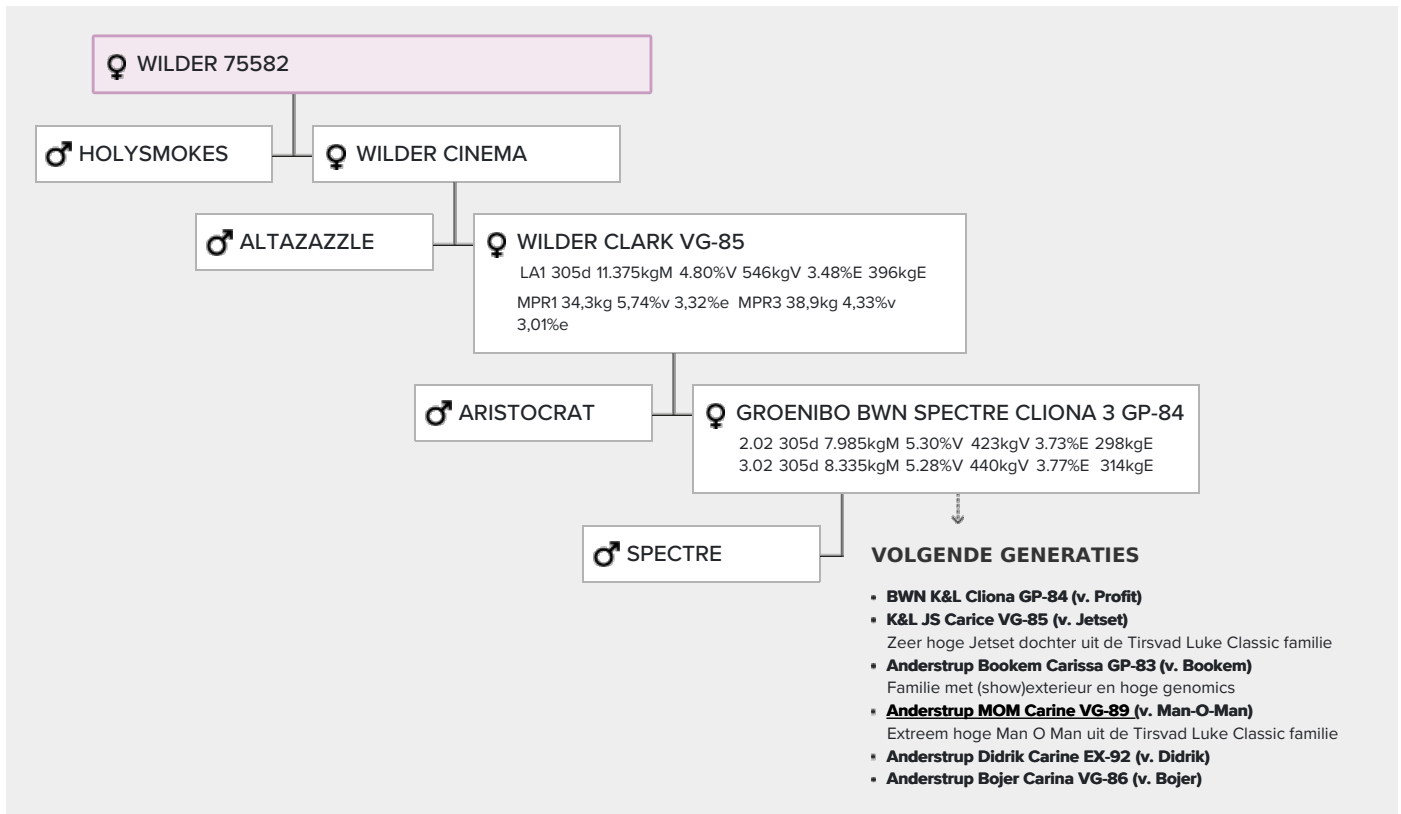 WILDER 75582
HOLYSMOKES
WILDER CINEMA
ALTAZAZZLE
WILDER CLARK VG-85
LA1 305d 11.375kgM 4.80%V 546kgV 3.48%E 396kgE
MPR1 34,3kg 5,74%v 3,32%e MPR3 38,9kg 4,33%v
3,01%e
ARISTOCRAT
GROENIBO BWN SPECTRE CLIONA 3 GP-84
2.02 305d 7.985kgM 5.30%V 423kgV 3.73%E 298kgE
3.02 305d 8.335kgM 5.28%V 440kgV 3.77%E 314kgE
SPECTRE
VOLGENDE GENERATIES
BWN K&L Cliona GP-84 (v. Profit)
K&L JS Carice VG-85 (v. Jetset)
Zeer hoge Jetset dochter uit de Tirsvad Luke Classic familie
Anderstrup Bookem Carissa GP-83 (v. Bookem)
Familie met (show)exterieur en hoge genomics
Anderstrup MOM Carine VG-89 (v. Man-O-Man)
Extreem hoge Man O Man uit de Tirsvad Luke Classic familie
Anderstrup Didrik Carine EX-92 (v. Didrik)
Anderstrup Bojer Carina VG-86 (v. Bojer)